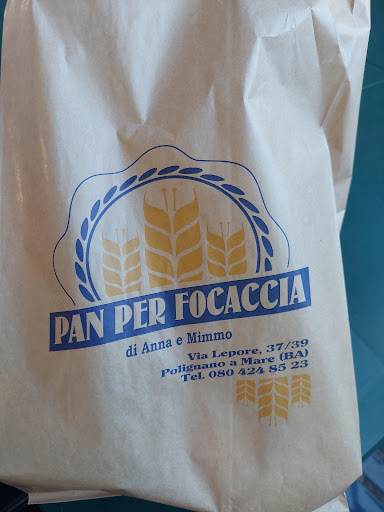 PAN PER FOCACCIA
di Anna e Mimmo
Via Lepore, 37/39
Polignano a Mare (BA)
Tel. 080 424 85 23